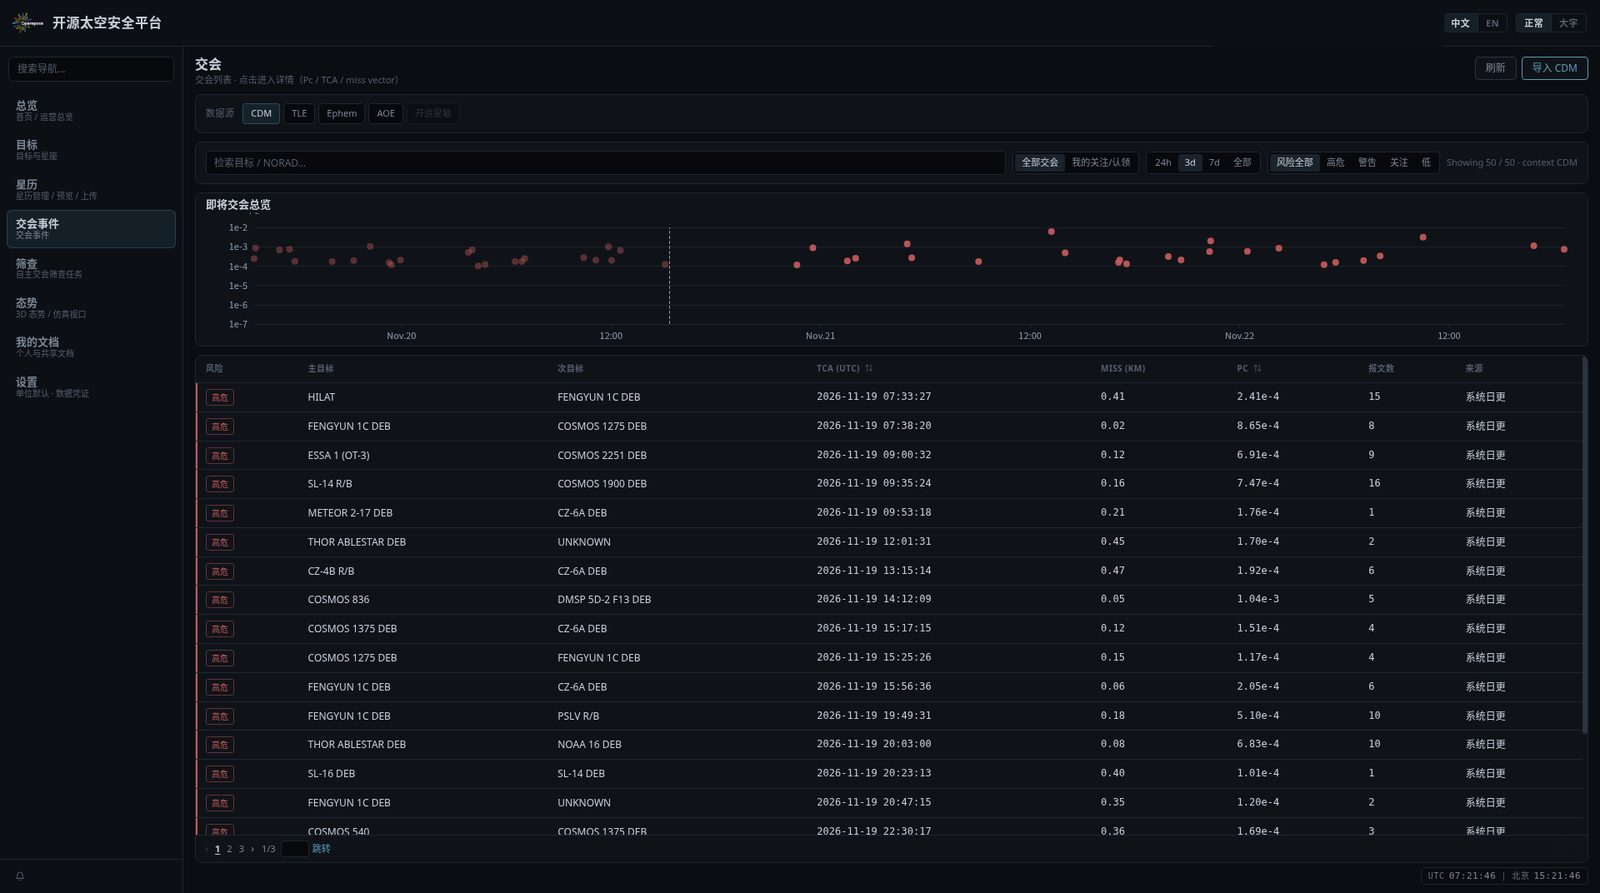 开源太空安全平台
中文 EN 正常 大字
搜索导航...
总览
首页 / 运营总览
目标
目标与星座
星历
星历管理 / 预览 / 上传
交会事件
交会事件
筛查
自主交会筛查任务
态势
3D 态势 / 仿真视口
我的文档
个人与共享文档
设置
单位默认 · 数据凭证
交会
交会列表 · 点击进入详情（Pc / TCA / miss vector）
刷新 导入 CDM
数据源 CDM TLE Ephem AOE 开运星敏
检索目标 / NORAD... 全部交会 我的关注/认领 24h 3d 7d 全部 风险全部 高危 警告 关注 低 Showing 50 / 50 · context CDM
即将交会总览
1e-2
1e-3
1e-4
1e-5
1e-6
1e-7
Nov.20 12:00 Nov.21 12:00 Nov.22 12:00
风险 主目标 次目标 TCA (UTC) ⇅ MISS (KM) PC ⇅ 报文数 来源
高危 HILAT FENGYUN 1C DEB 2026-11-19 07:33:27 0.41 2.41e-4 15 系统日更
高危 FENGYUN 1C DEB COSMOS 1275 DEB 2026-11-19 07:38:20 0.02 8.65e-4 8 系统日更
高危 ESSA 1 (OT-3) COSMOS 2251 DEB 2026-11-19 09:00:32 0.12 6.91e-4 9 系统日更
高危 SL-14 R/B COSMOS 1900 DEB 2026-11-19 09:35:24 0.16 7.47e-4 16 系统日更
高危 METEOR 2-17 DEB CZ-6A DEB 2026-11-19 09:53:18 0.21 1.76e-4 1 系统日更
高危 THOR ABLESTAR DEB UNKNOWN 2026-11-19 12:01:31 0.45 1.70e-4 2 系统日更
高危 CZ-4B R/B CZ-6A DEB 2026-11-19 13:15:14 0.47 1.92e-4 6 系统日更
高危 COSMOS 836 DMSP 5D-2 F13 DEB 2026-11-19 14:12:09 0.05 1.04e-3 5 系统日更
高危 COSMOS 1375 DEB CZ-6A DEB 2026-11-19 15:17:15 0.12 1.51e-4 4 系统日更
高危 COSMOS 1275 DEB FENGYUN 1C DEB 2026-11-19 15:25:26 0.15 1.17e-4 4 系统日更
高危 FENGYUN 1C DEB CZ-6A DEB 2026-11-19 15:56:36 0.06 2.05e-4 6 系统日更
高危 FENGYUN 1C DEB PSLV R/B 2026-11-19 19:49:31 0.18 5.10e-4 10 系统日更
高危 THOR ABLESTAR DEB NOAA 16 DEB 2026-11-19 20:03:00 0.08 6.83e-4 10 系统日更
高危 SL-16 DEB SL-14 DEB 2026-11-19 20:23:13 0.40 1.01e-4 1 系统日更
高危 FENGYUN 1C DEB UNKNOWN 2026-11-19 20:47:15 0.35 1.20e-4 2 系统日更
高危 COSMOS 540 COSMOS 1375 DEB 2026-11-19 22:30:17 0.36 1.69e-4 3 系统日更
‹ 1 2 3 › 1/3 跳转
UTC 07:21:46 | 北京 15:21:46